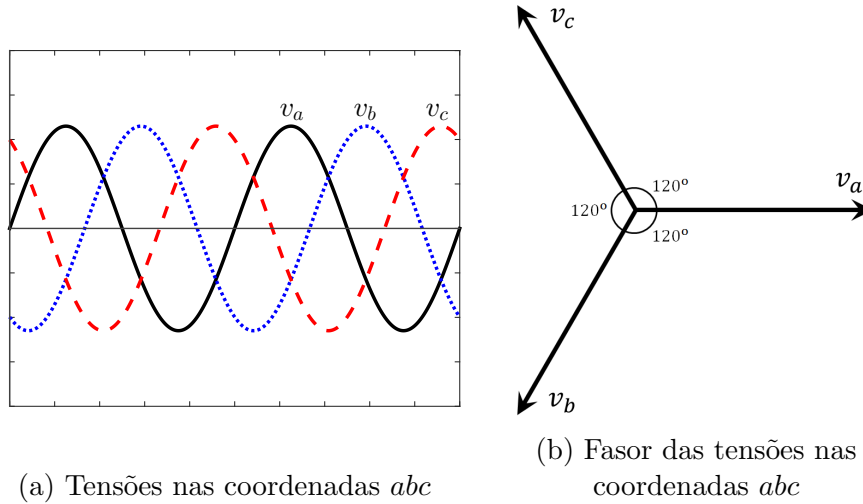 v_a v_b v_c
(a) Tensões nas coordenadas abc
v_c
v_a
120º
120º
120º
v_b
(b) Fasor das tensões nas
coordenadas abc